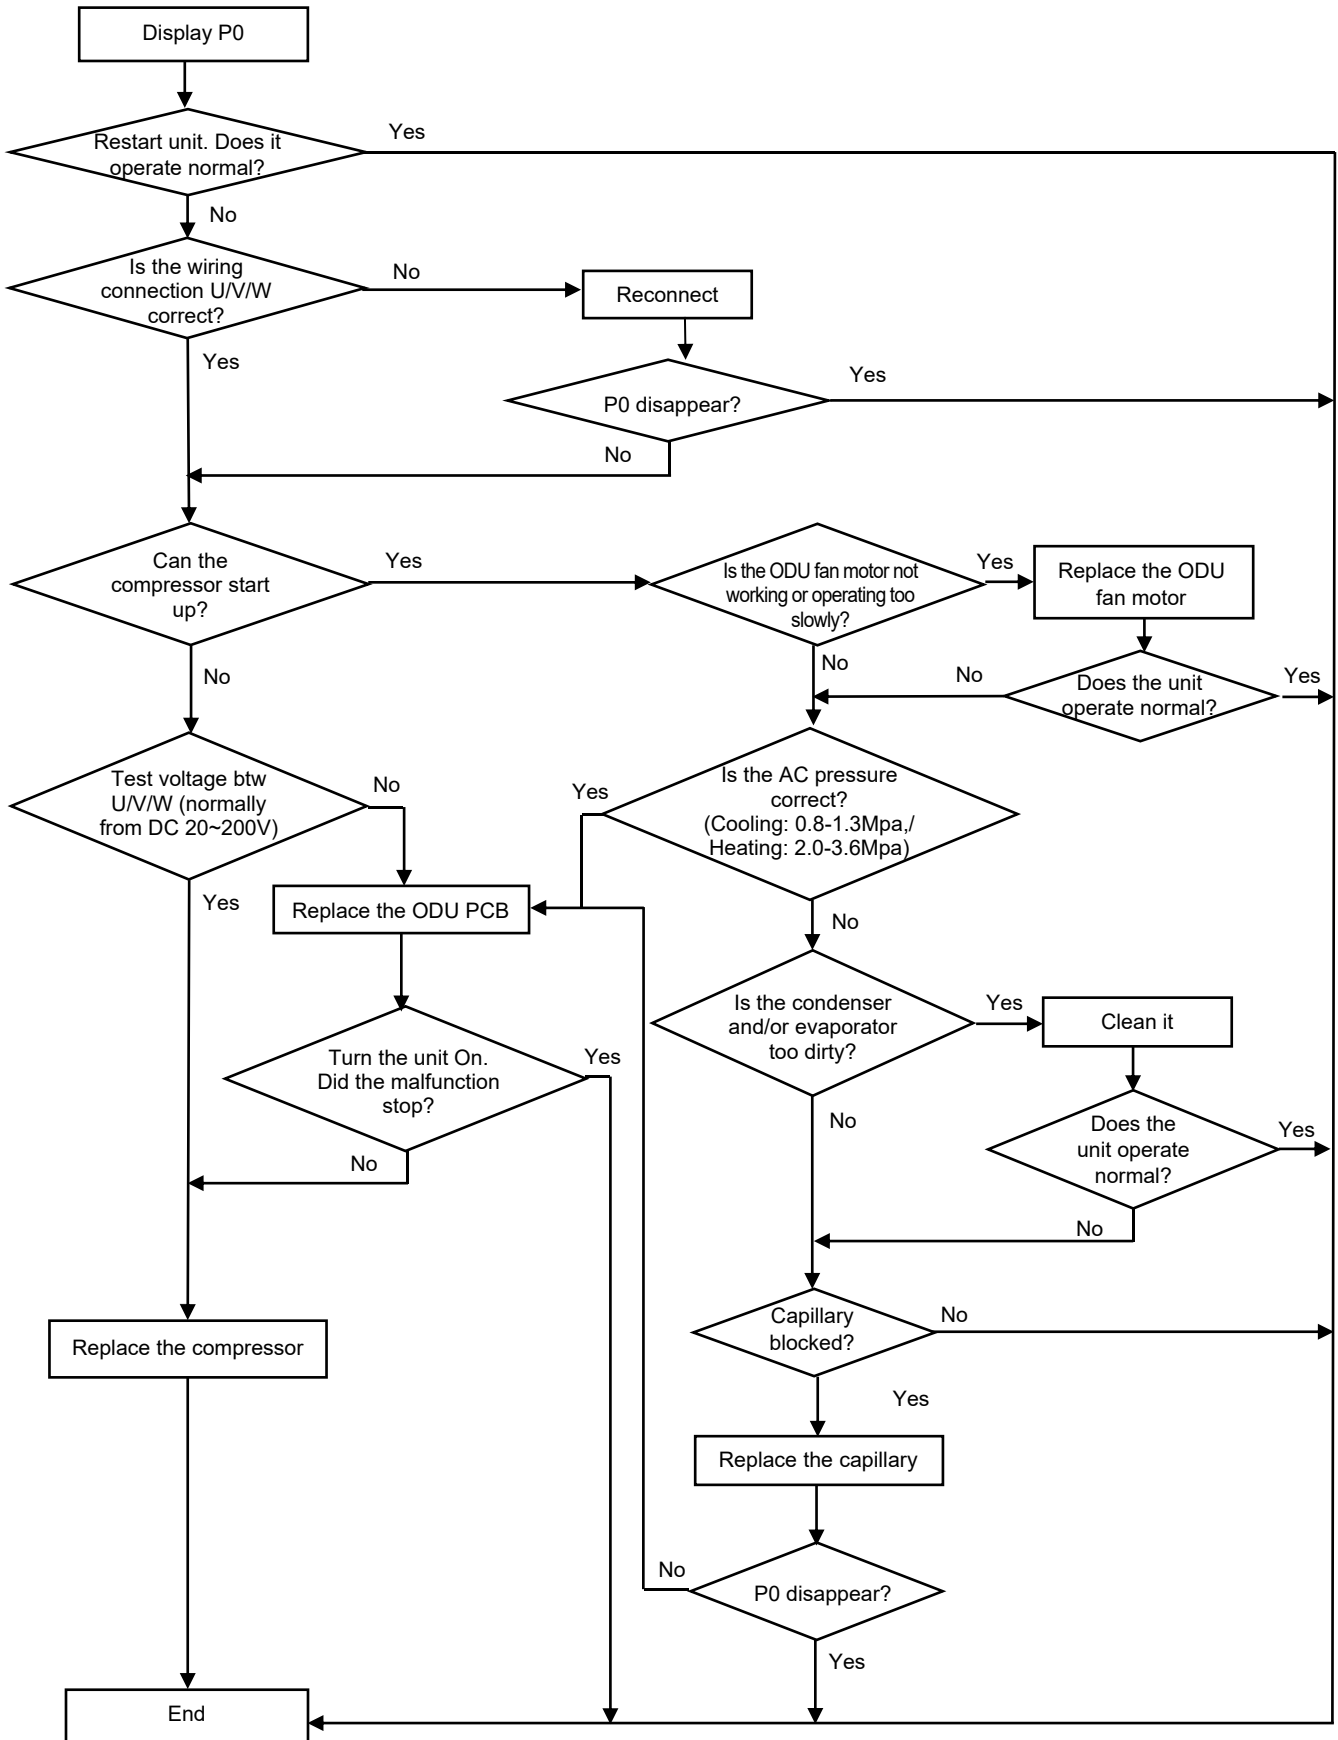 Display P0
Restart unit. Does it
operate normal?
Yes
No
Is the wiring
connection U/V/W
correct?
No
Reconnect
Yes
P0 disappear?
Yes
No
Can the
compressor start
up?
Yes
Is the ODU fan motor not
working or operating too
slowly?
Yes
Replace the ODU
fan motor
No
No
Does the unit
operate normal?
Yes
No
Test voltage btw
U/V/W (normally
from DC 20~200V)
No
Yes
Is the AC pressure
correct?
(Cooling: 0.8-1.3Mpa,/
Heating: 2.0-3.6Mpa)
Yes
Replace the ODU PCB
No
Is the condenser
and/or evaporator
too dirty?
Yes
Clean it
Turn the unit On.
Did the malfunction
stop?
Yes
No
No
Does the
unit operate
normal?
Yes
No
Capillary
blocked?
No
Replace the compressor
Yes
Replace the capillary
No
P0 disappear?
Yes
End